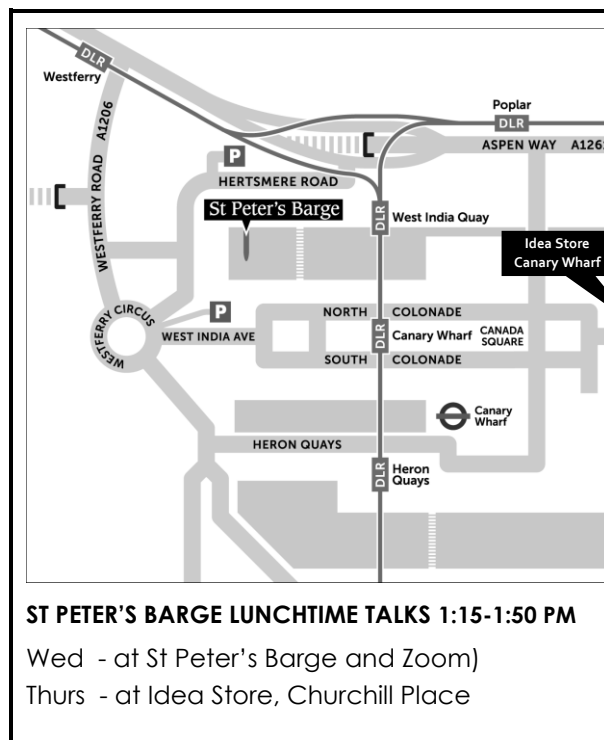 DLR
Westferry
A1206
WESTFERRY ROAD
Poplar
DLR
ASPEN WAY A1261
P
HERTSMERE ROAD
St Peter's Barge
DLR
West India Quay
Idea Store
Canary Wharf
WESTFERRY CIRCUS
P
WEST INDIA AVE
NORTH COLONADE
DLR
Canary Wharf
CANADA
SQUARE
SOUTH COLONADE
Canary
Wharf
HERON QUAYS
DLR
Heron
Quays
ST PETER'S BARGE LUNCHTIME TALKS 1:15-1:50 PM
Wed - at St Peter's Barge and Zoom)
Thurs - at Idea Store, Churchill Place